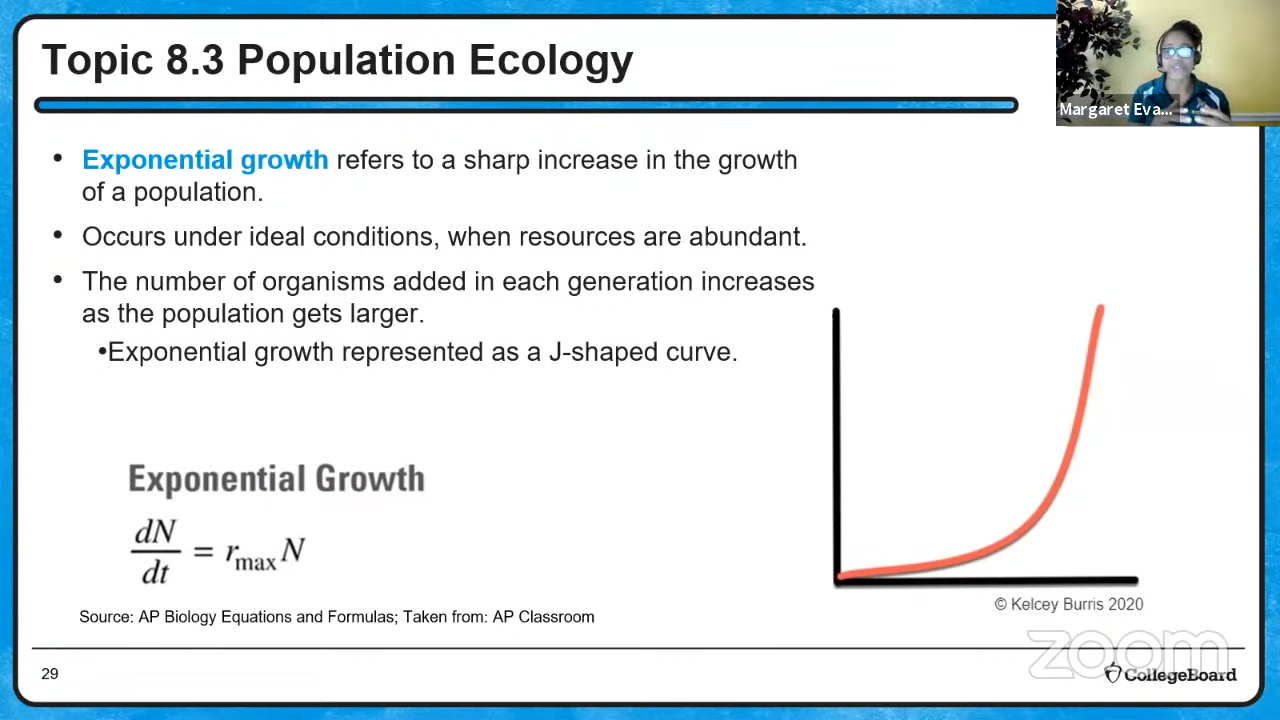 Topic 8.3 Population Ecology
Margaret Eva...
• Exponential growth refers to a sharp increase in the growth
of a population.
• Occurs under ideal conditions, when resources are abundant.
• The number of organisms added in each generation increases
as the population gets larger.
•Exponential growth represented as a J-shaped curve.
Exponential Growth
dN/dt = rmax N
© Kelcey Burris 2020
Source: AP Biology Equations and Formulas; Taken from: AP Classroom
zoom
29
CollegeBoard